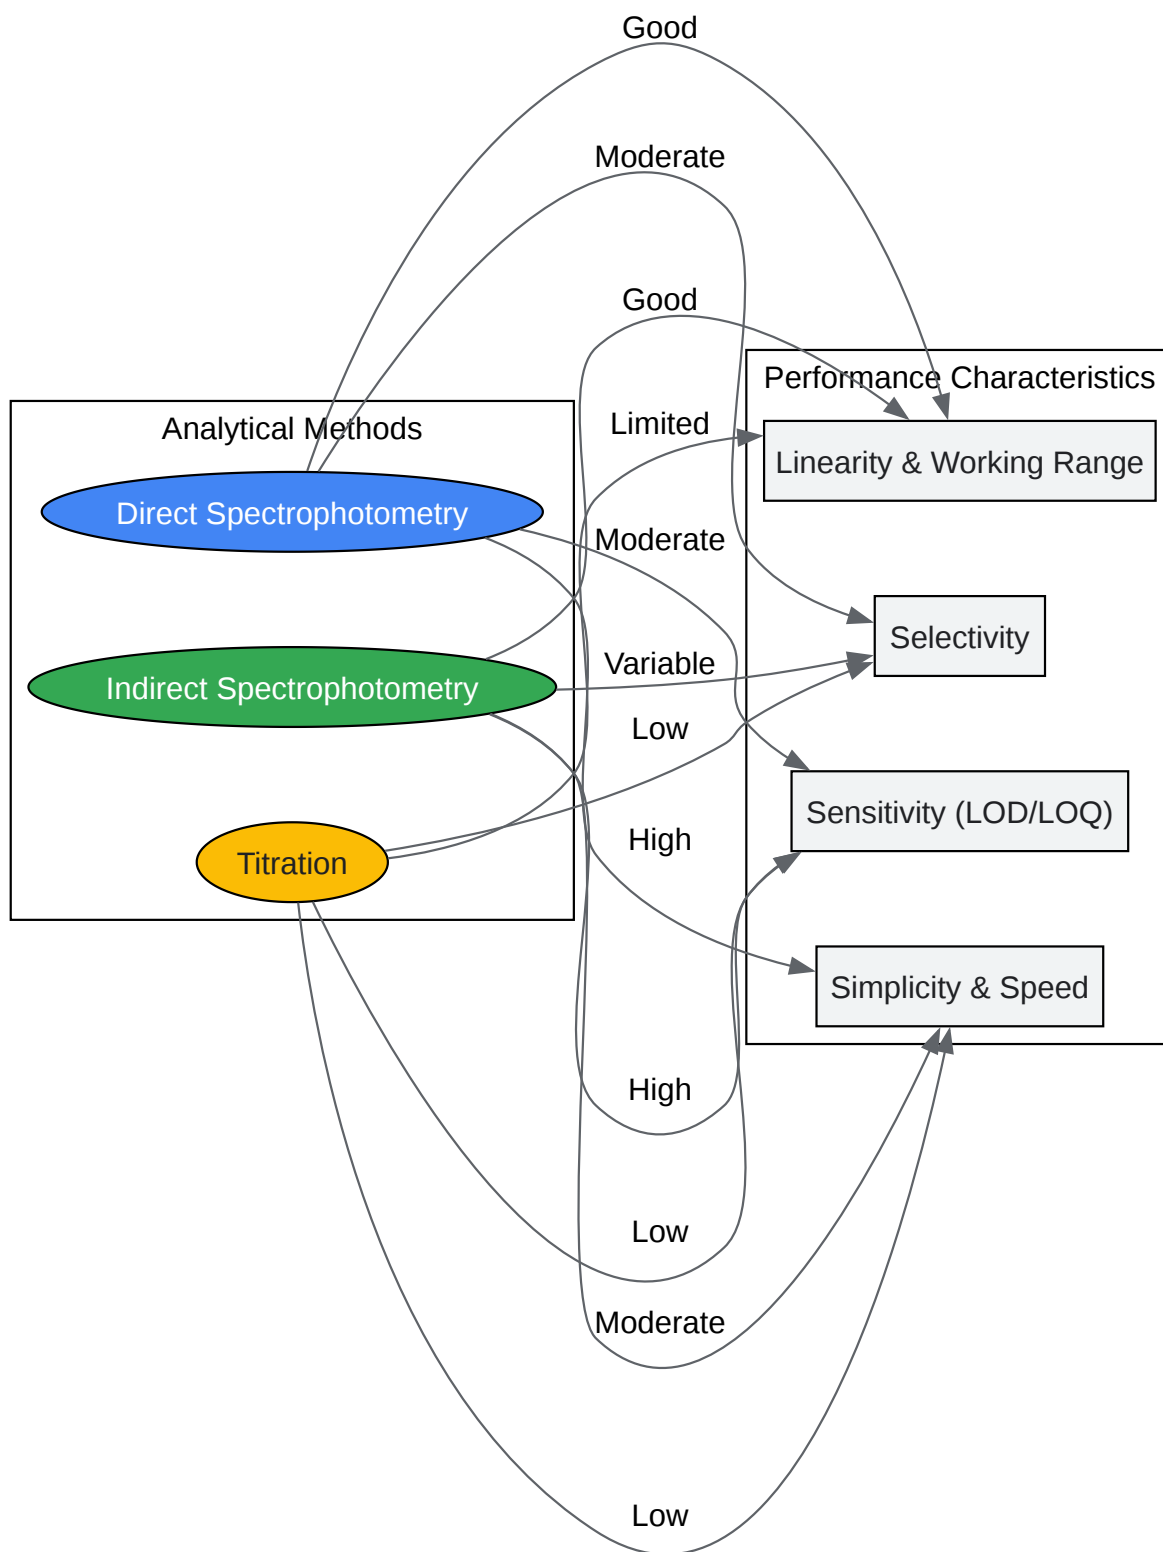 Good
Moderate
Good
Performance Characteristics
Limited
Analytical Methods
Linearity & Working Range
Direct Spectrophotometry
Moderate
Selectivity
Variable
Indirect Spectrophotometry
Low
Sensitivity (LOD/LOQ)
High
Titration
Simplicity & Speed
High
Low
Moderate
Low